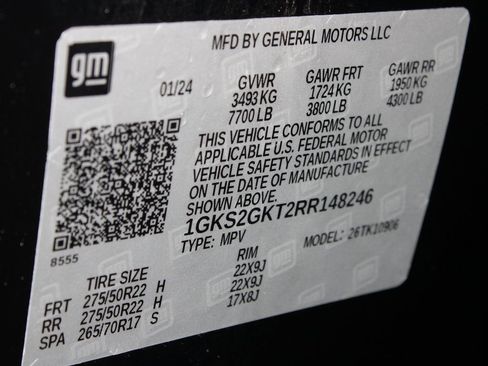 gm
MFD BY GENERAL MOTORS LLC
01/24 GVWR GAWR FRT GAWR RR
3493 KG 1724 KG 1950 KG
7700 LB 3800 LB 4300 LB
THIS VEHICLE CONFORMS TO ALL
APPLICABLE U.S. FEDERAL MOTOR
VEHICLE SAFETY STANDARDS IN EFFECT
ON THE DATE OF MANUFACTURE
SHOWN ABOVE.
1GKS2GKT2RR148246
TYPE: MPV MODEL: 26TK10906
8555
TIRE SIZE RIM
FRT 275/50R22 H 22X9J
RR 275/50R22 H 22X9J
SPA 265/70R17 S 17X8J